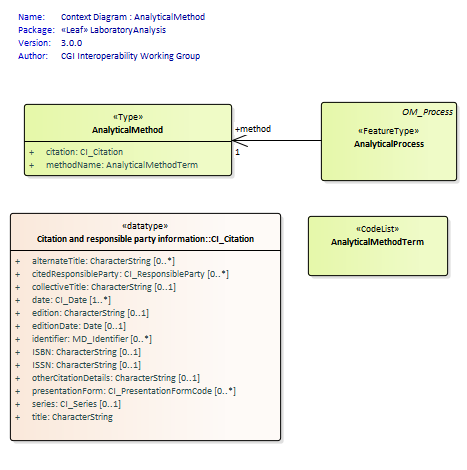 Name: Context Diagram : AnalyticalMethod
Package: «Leaf» LaboratoryAnalysis
Version: 3.0.0
Author: CGI Interoperability Working Group
«Type»
AnalyticalMethod
+ citation: CI_Citation
+ methodName: AnalyticalMethodTerm
+method
1
OM_Process
«FeatureType»
AnalyticalProcess
«datatype»
Citation and responsible party information::CI_Citation
+ alternateTitle: CharacterString [0..*]
+ citedResponsibleParty: CI_ResponsibleParty [0..*]
+ collectiveTitle: CharacterString [0..1]
+ date: CI_Date [1..*]
+ edition: CharacterString [0..1]
+ editionDate: Date [0..1]
+ identifier: MD_Identifier [0..*]
+ ISBN: CharacterString [0..1]
+ ISSN: CharacterString [0..1]
+ otherCitationDetails: CharacterString [0..1]
+ presentationForm: CI_PresentationFormCode [0..*]
+ series: CI_Series [0..1]
+ title: CharacterString
«CodeList»
AnalyticalMethodTerm